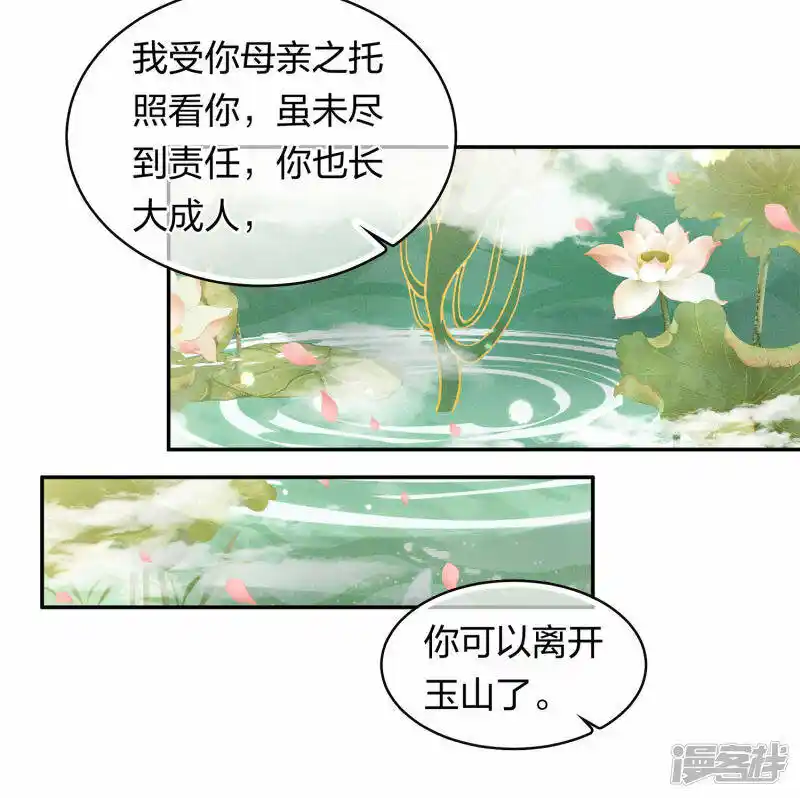 我受你母亲之托
照看你，虽未尽
到责任，你也长
大成人，
你可以离开
玉山了。
漫客栈